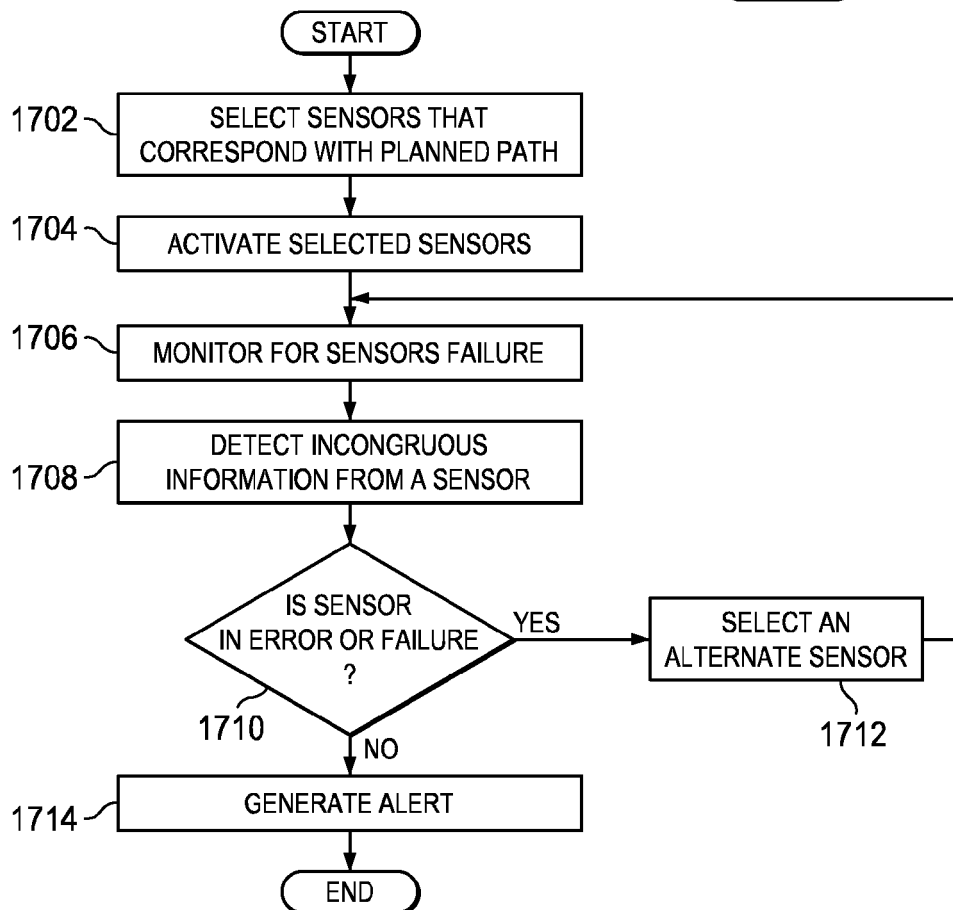 START
1702
SELECT SENSORS THAT
CORRESPOND WITH PLANNED PATH
1704
ACTIVATE SELECTED SENSORS
1706
MONITOR FOR SENSORS FAILURE
1708
DETECT INCONGRUOUS
INFORMATION FROM A SENSOR
IS SENSOR
IN ERROR OR FAILURE
?
1710
YES
SELECT AN
ALTERNATE SENSOR
1712
NO
1714
GENERATE ALERT
END